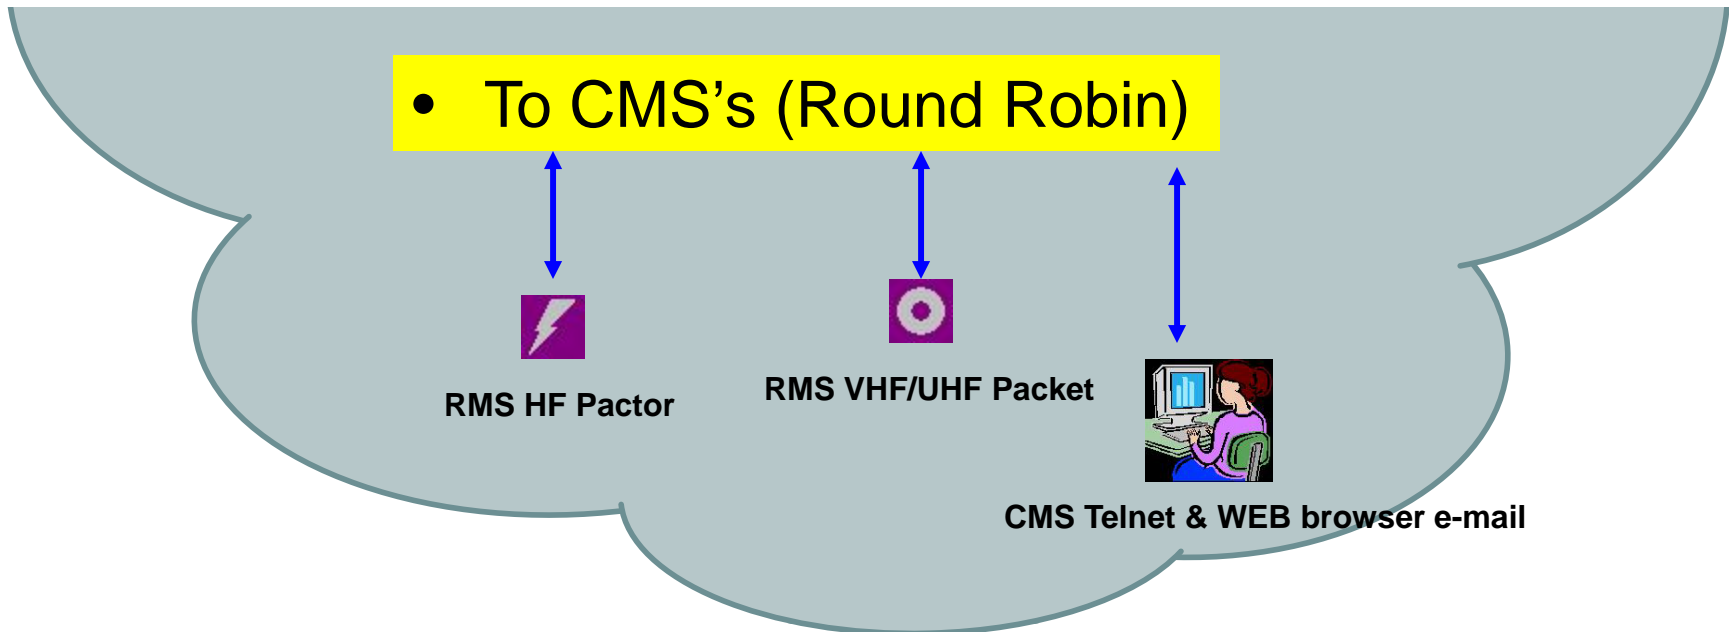 • To CMS’s (Round Robin)
RMS HF Pactor
RMS VHF/UHF Packet
CMS Telnet & WEB browser e-mail